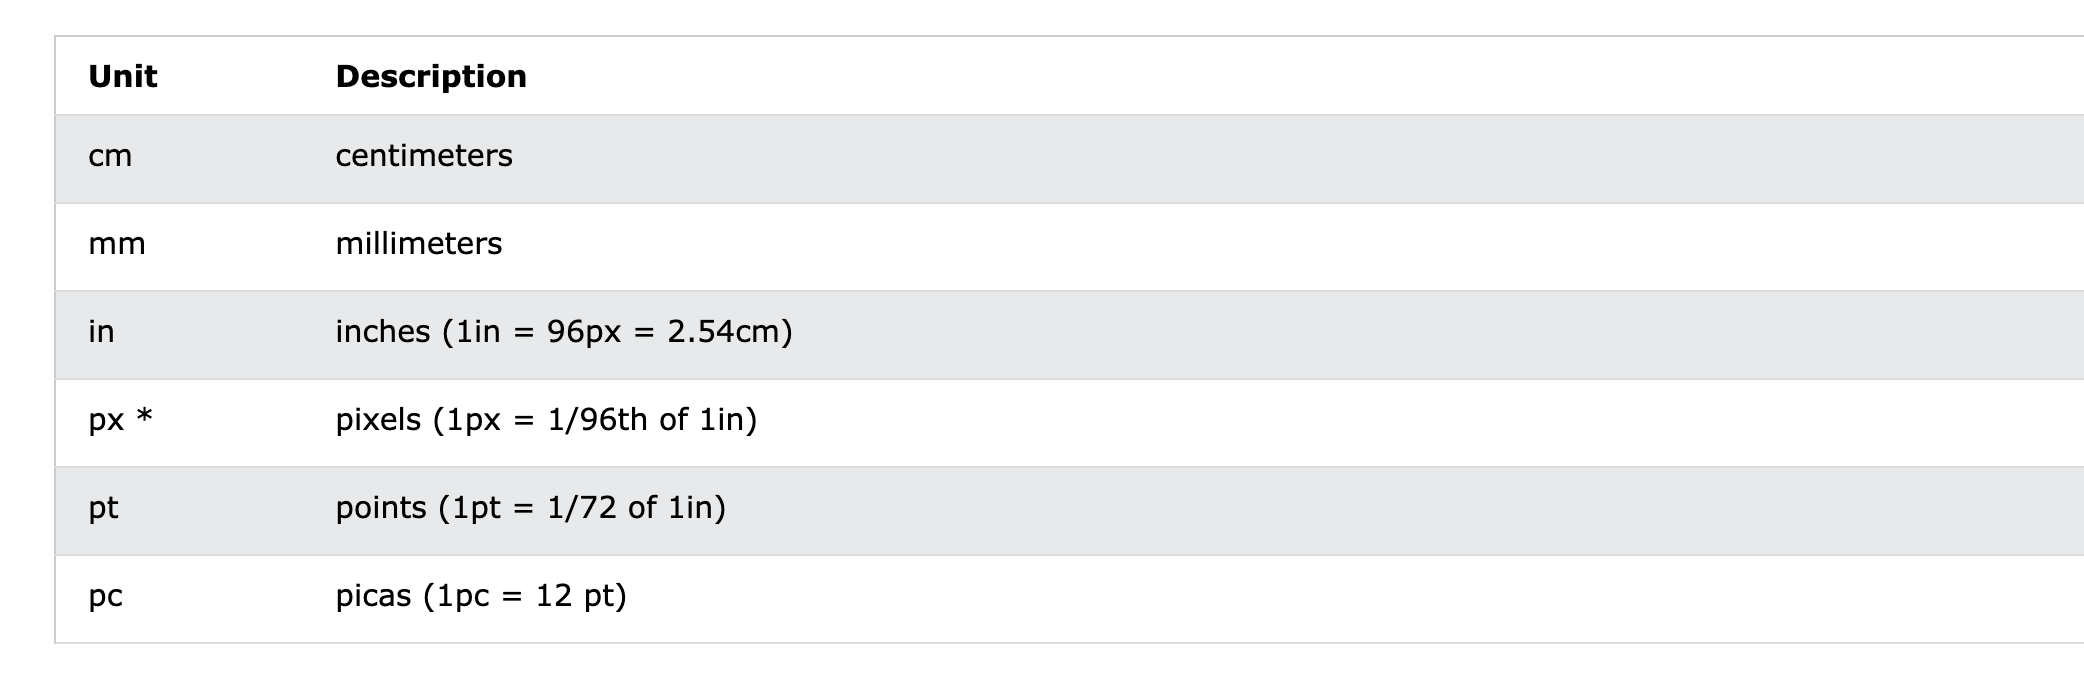 Unit Description
cm centimeters
mm millimeters
in inches (1in = 96px = 2.54cm)
px * pixels (1px = 1/96th of 1in)
pt points (1pt = 1/72 of 1in)
pc picas (1pc = 12 pt)